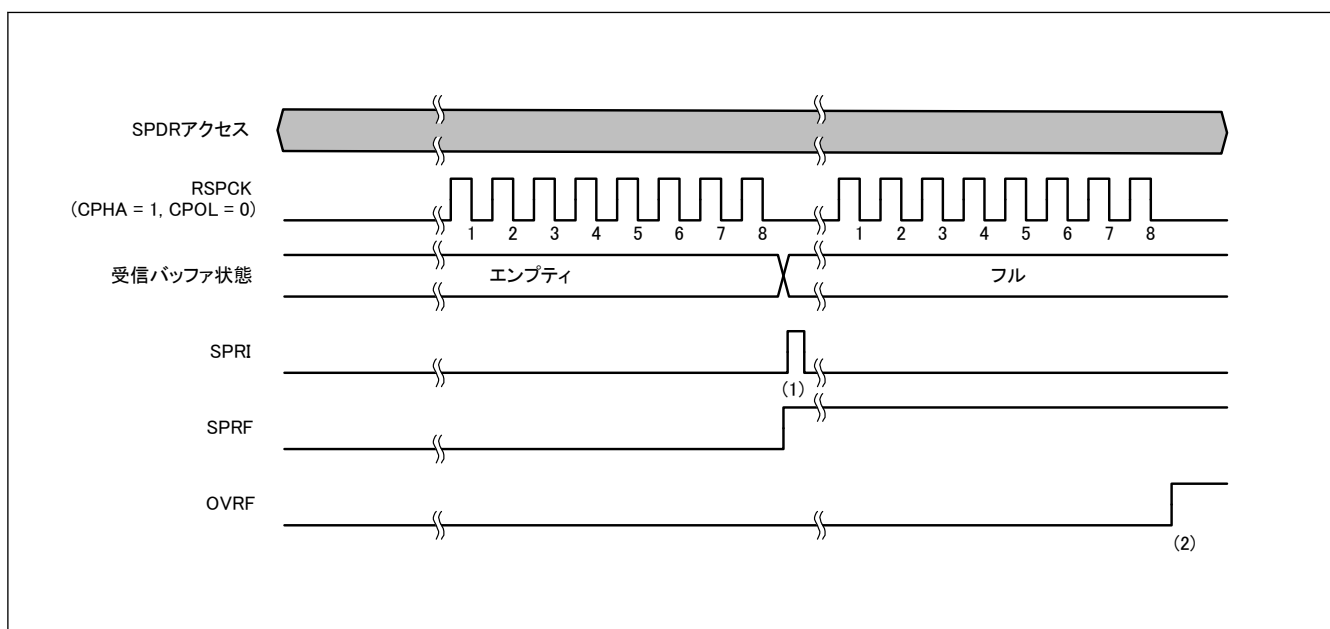 SPDRアクセス
RSPCK
(CPHA = 1, CPOL = 0)
1 2 3 4 5 6 7 8 1 2 3 4 5 6 7 8
受信バッファ状態 エンプティ フル
SPRI
(1)
SPRF
OVRF
(2)